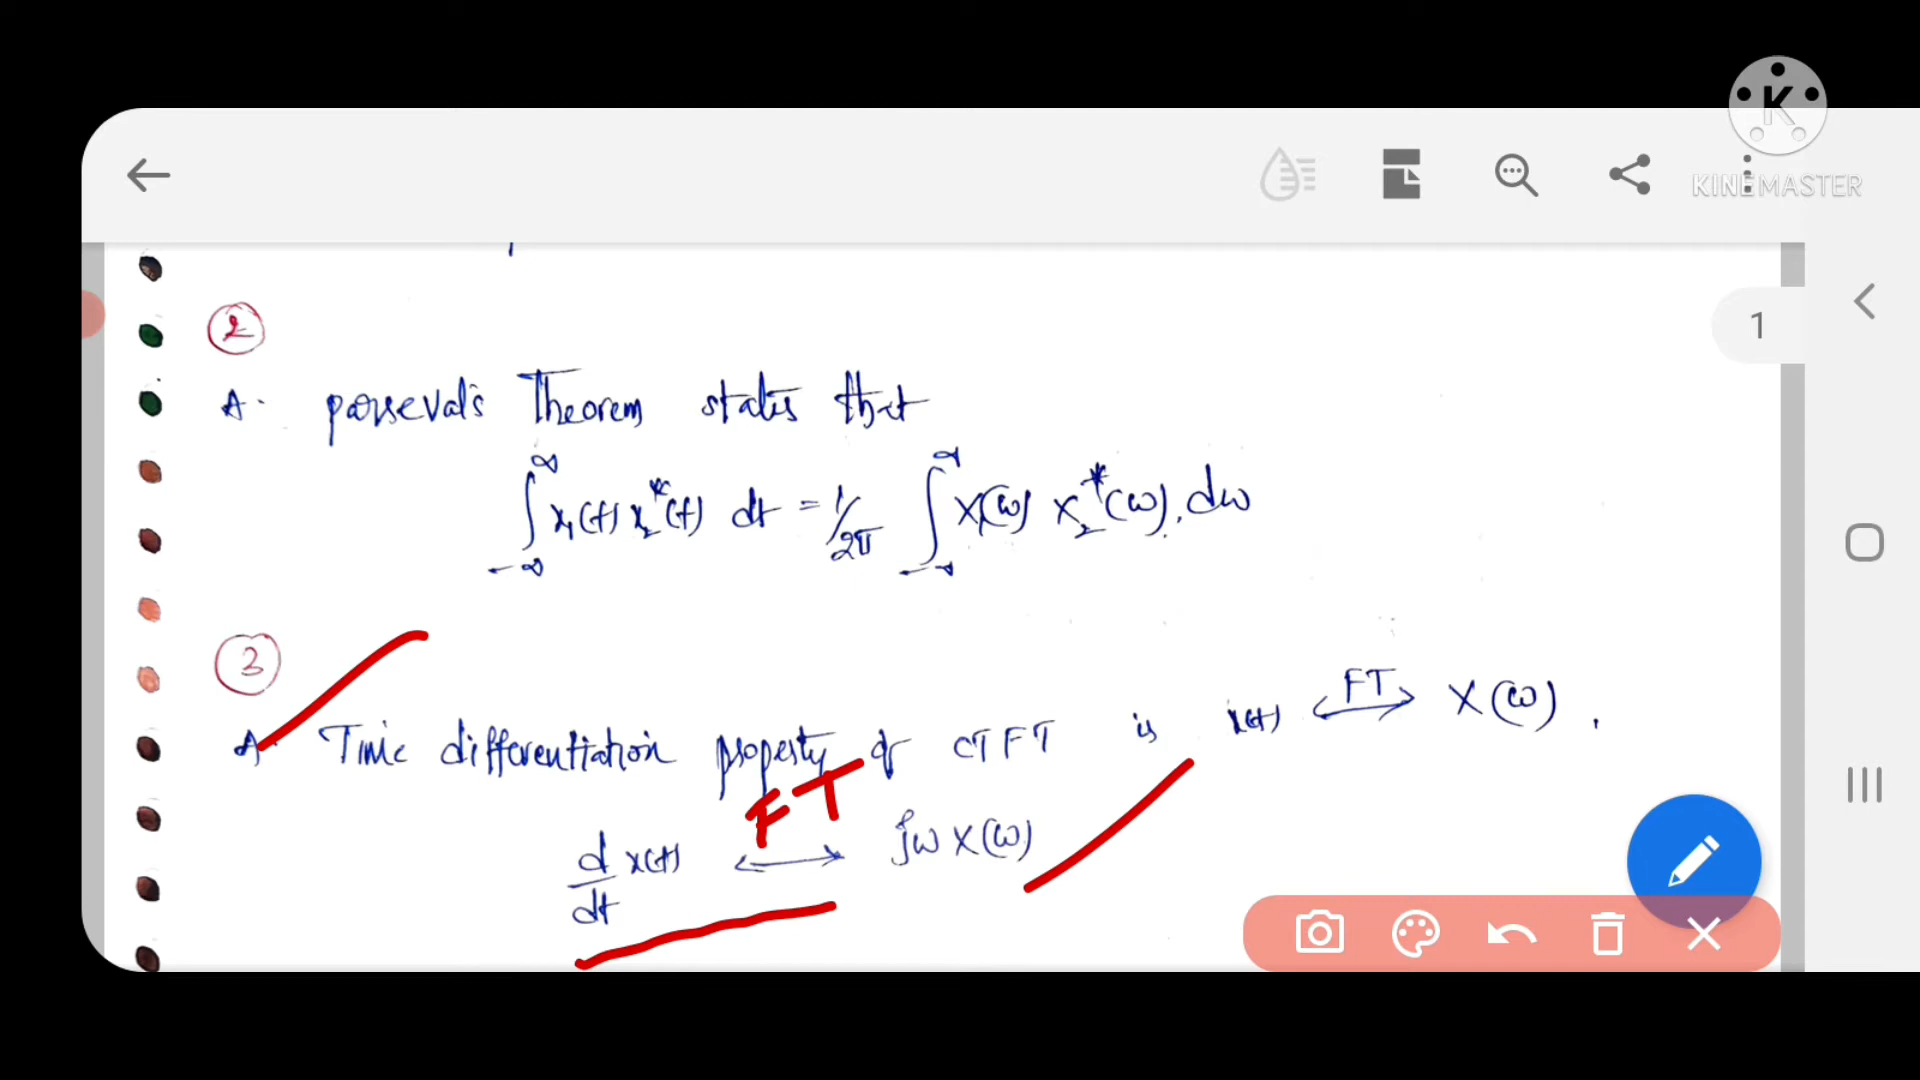 K
KINEMASTER
1
2
A. parseval's Theorem states that
∫_{-∞}^{∞} x₁(t) x₂*(t) dt = 1/2π ∫_{-∞}^{∞} X₁(ω) X₂*(ω). dω
3
A. Time differentiation property of CTFT is x(t) ⟷^{FT} X(ω),
FT
d/dt x(t) ⟷ jω X(ω)